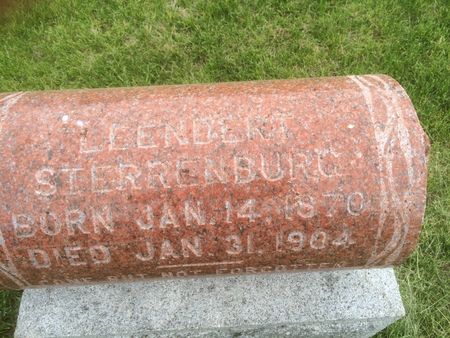 LEENDERT
STERRENBURG
BORN JAN. 14. 1870
DIED JAN. 31. 1904